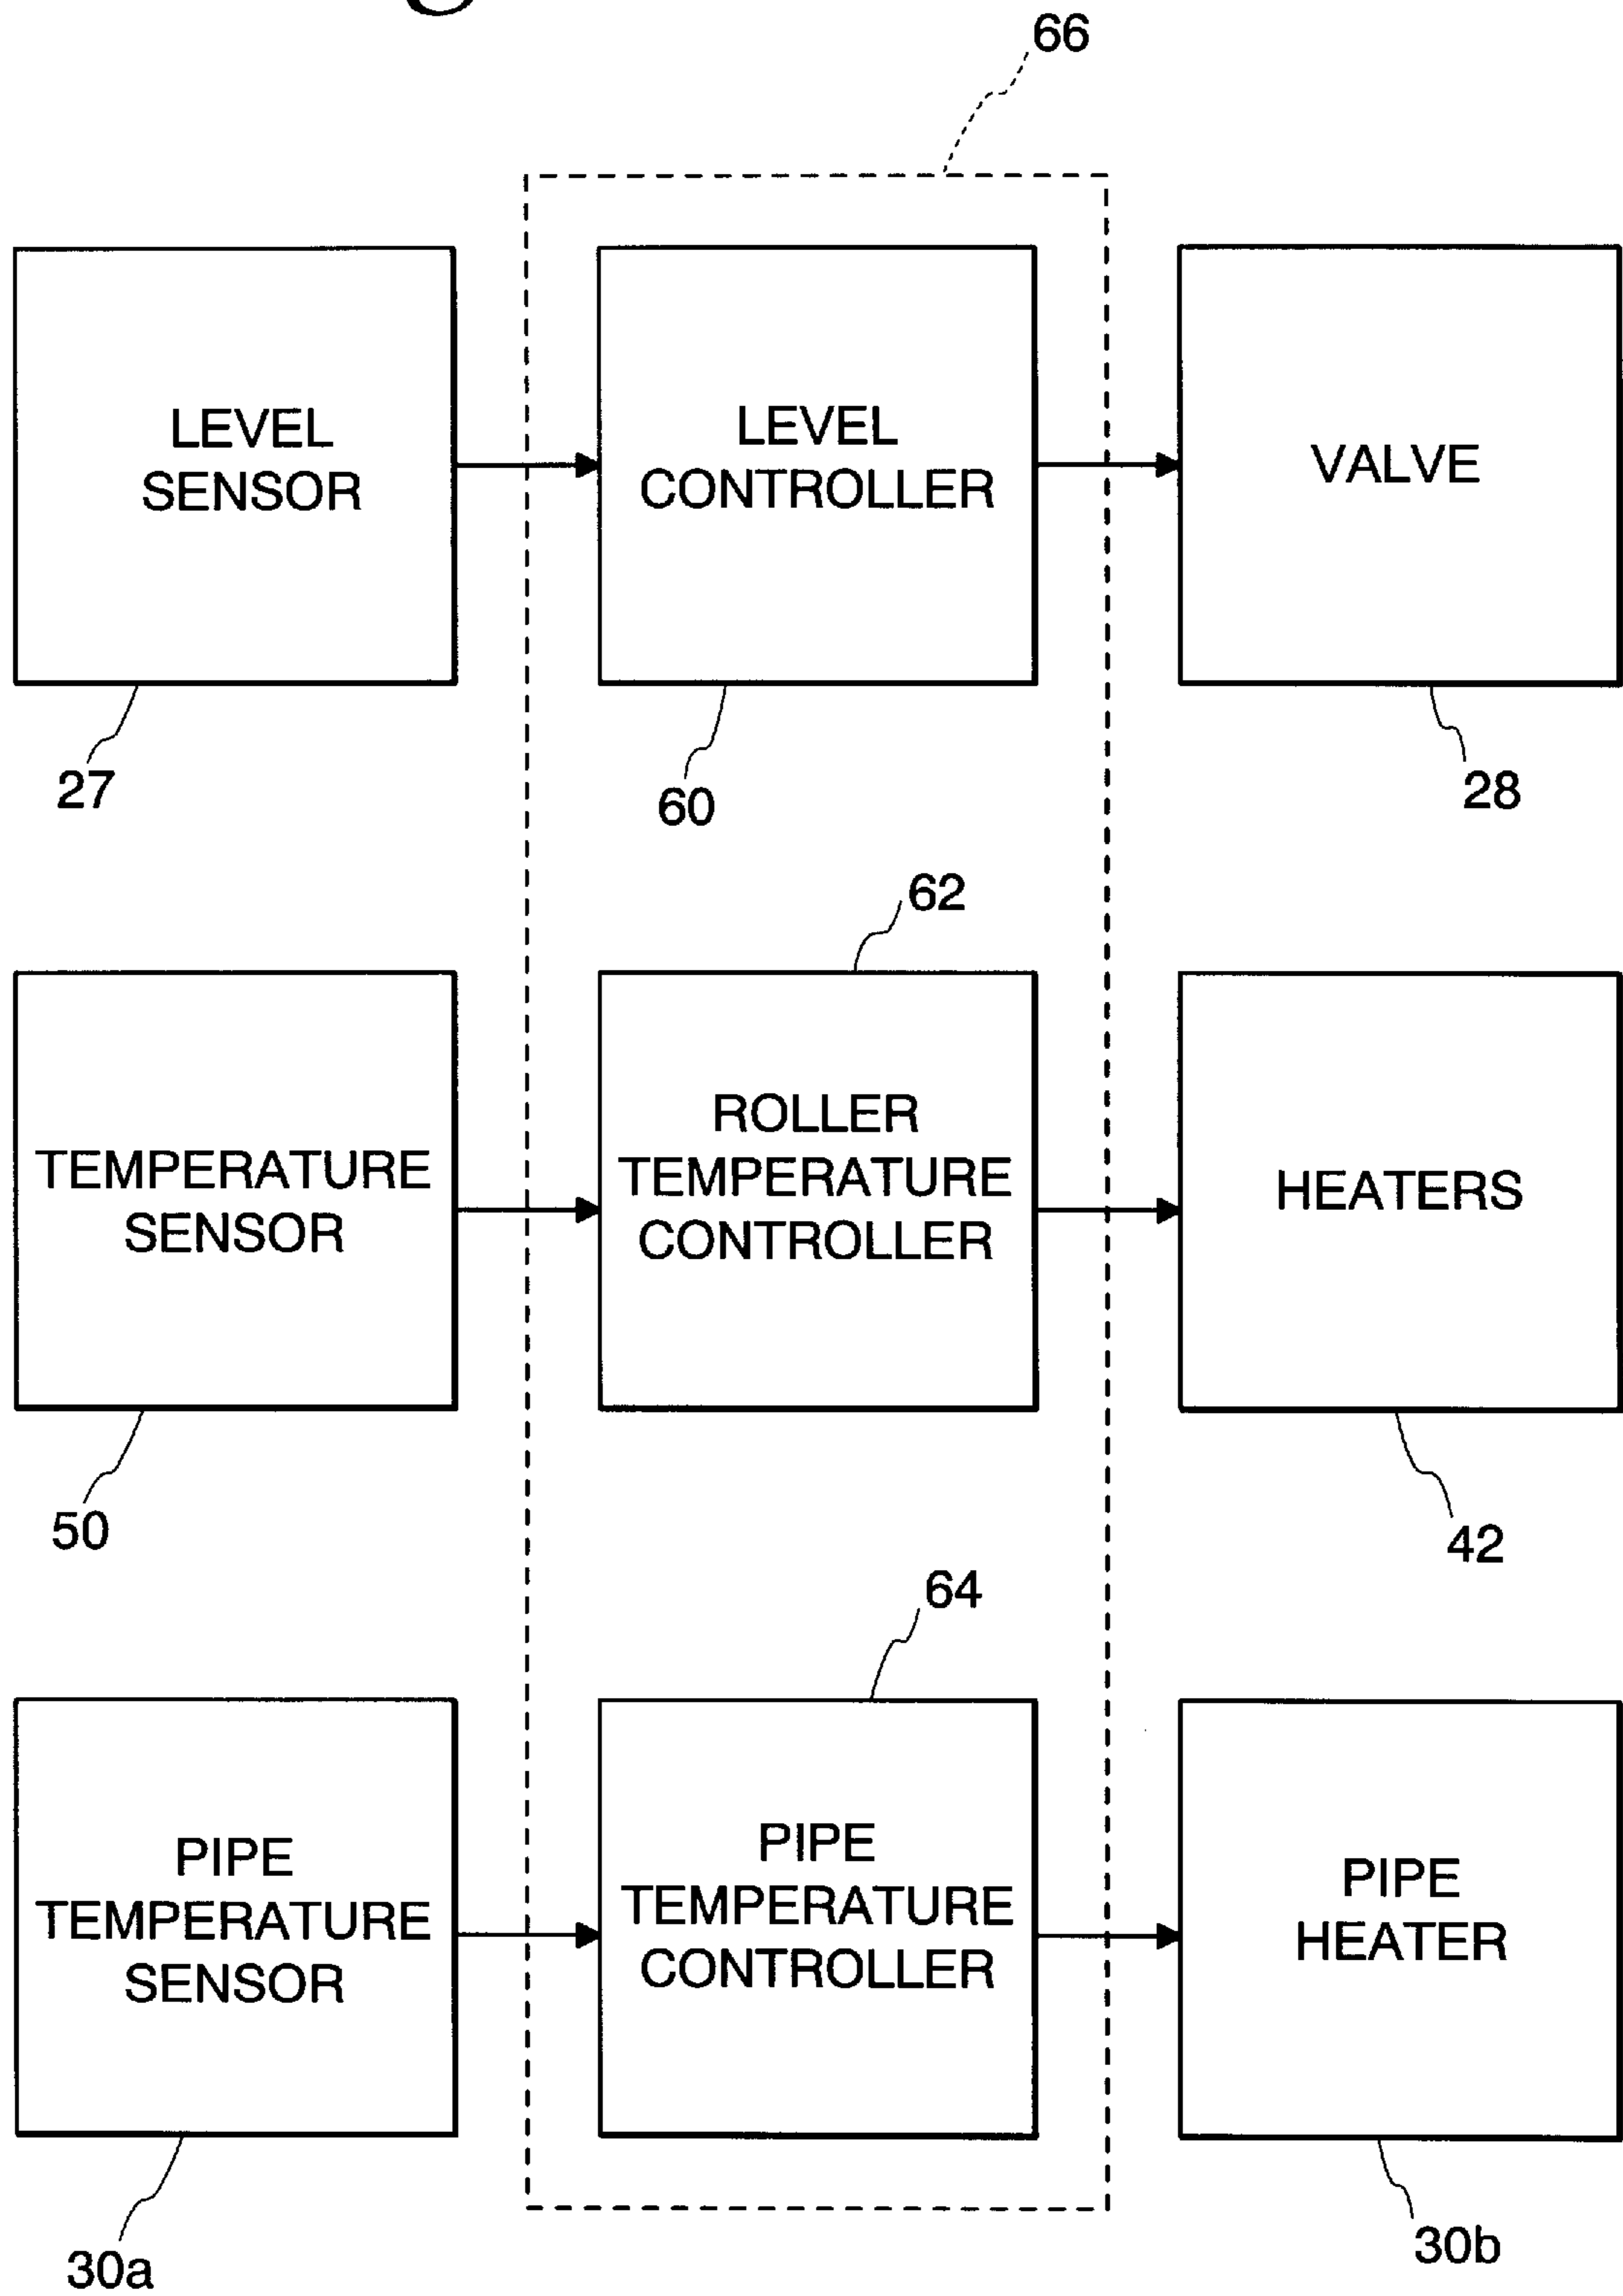 66
LEVEL
SENSOR
LEVEL
CONTROLLER
VALVE
27
60
28
62
TEMPERATURE
SENSOR
ROLLER
TEMPERATURE
CONTROLLER
HEATERS
50
42
64
PIPE
TEMPERATURE
SENSOR
PIPE
TEMPERATURE
CONTROLLER
PIPE
HEATER
30a
30b